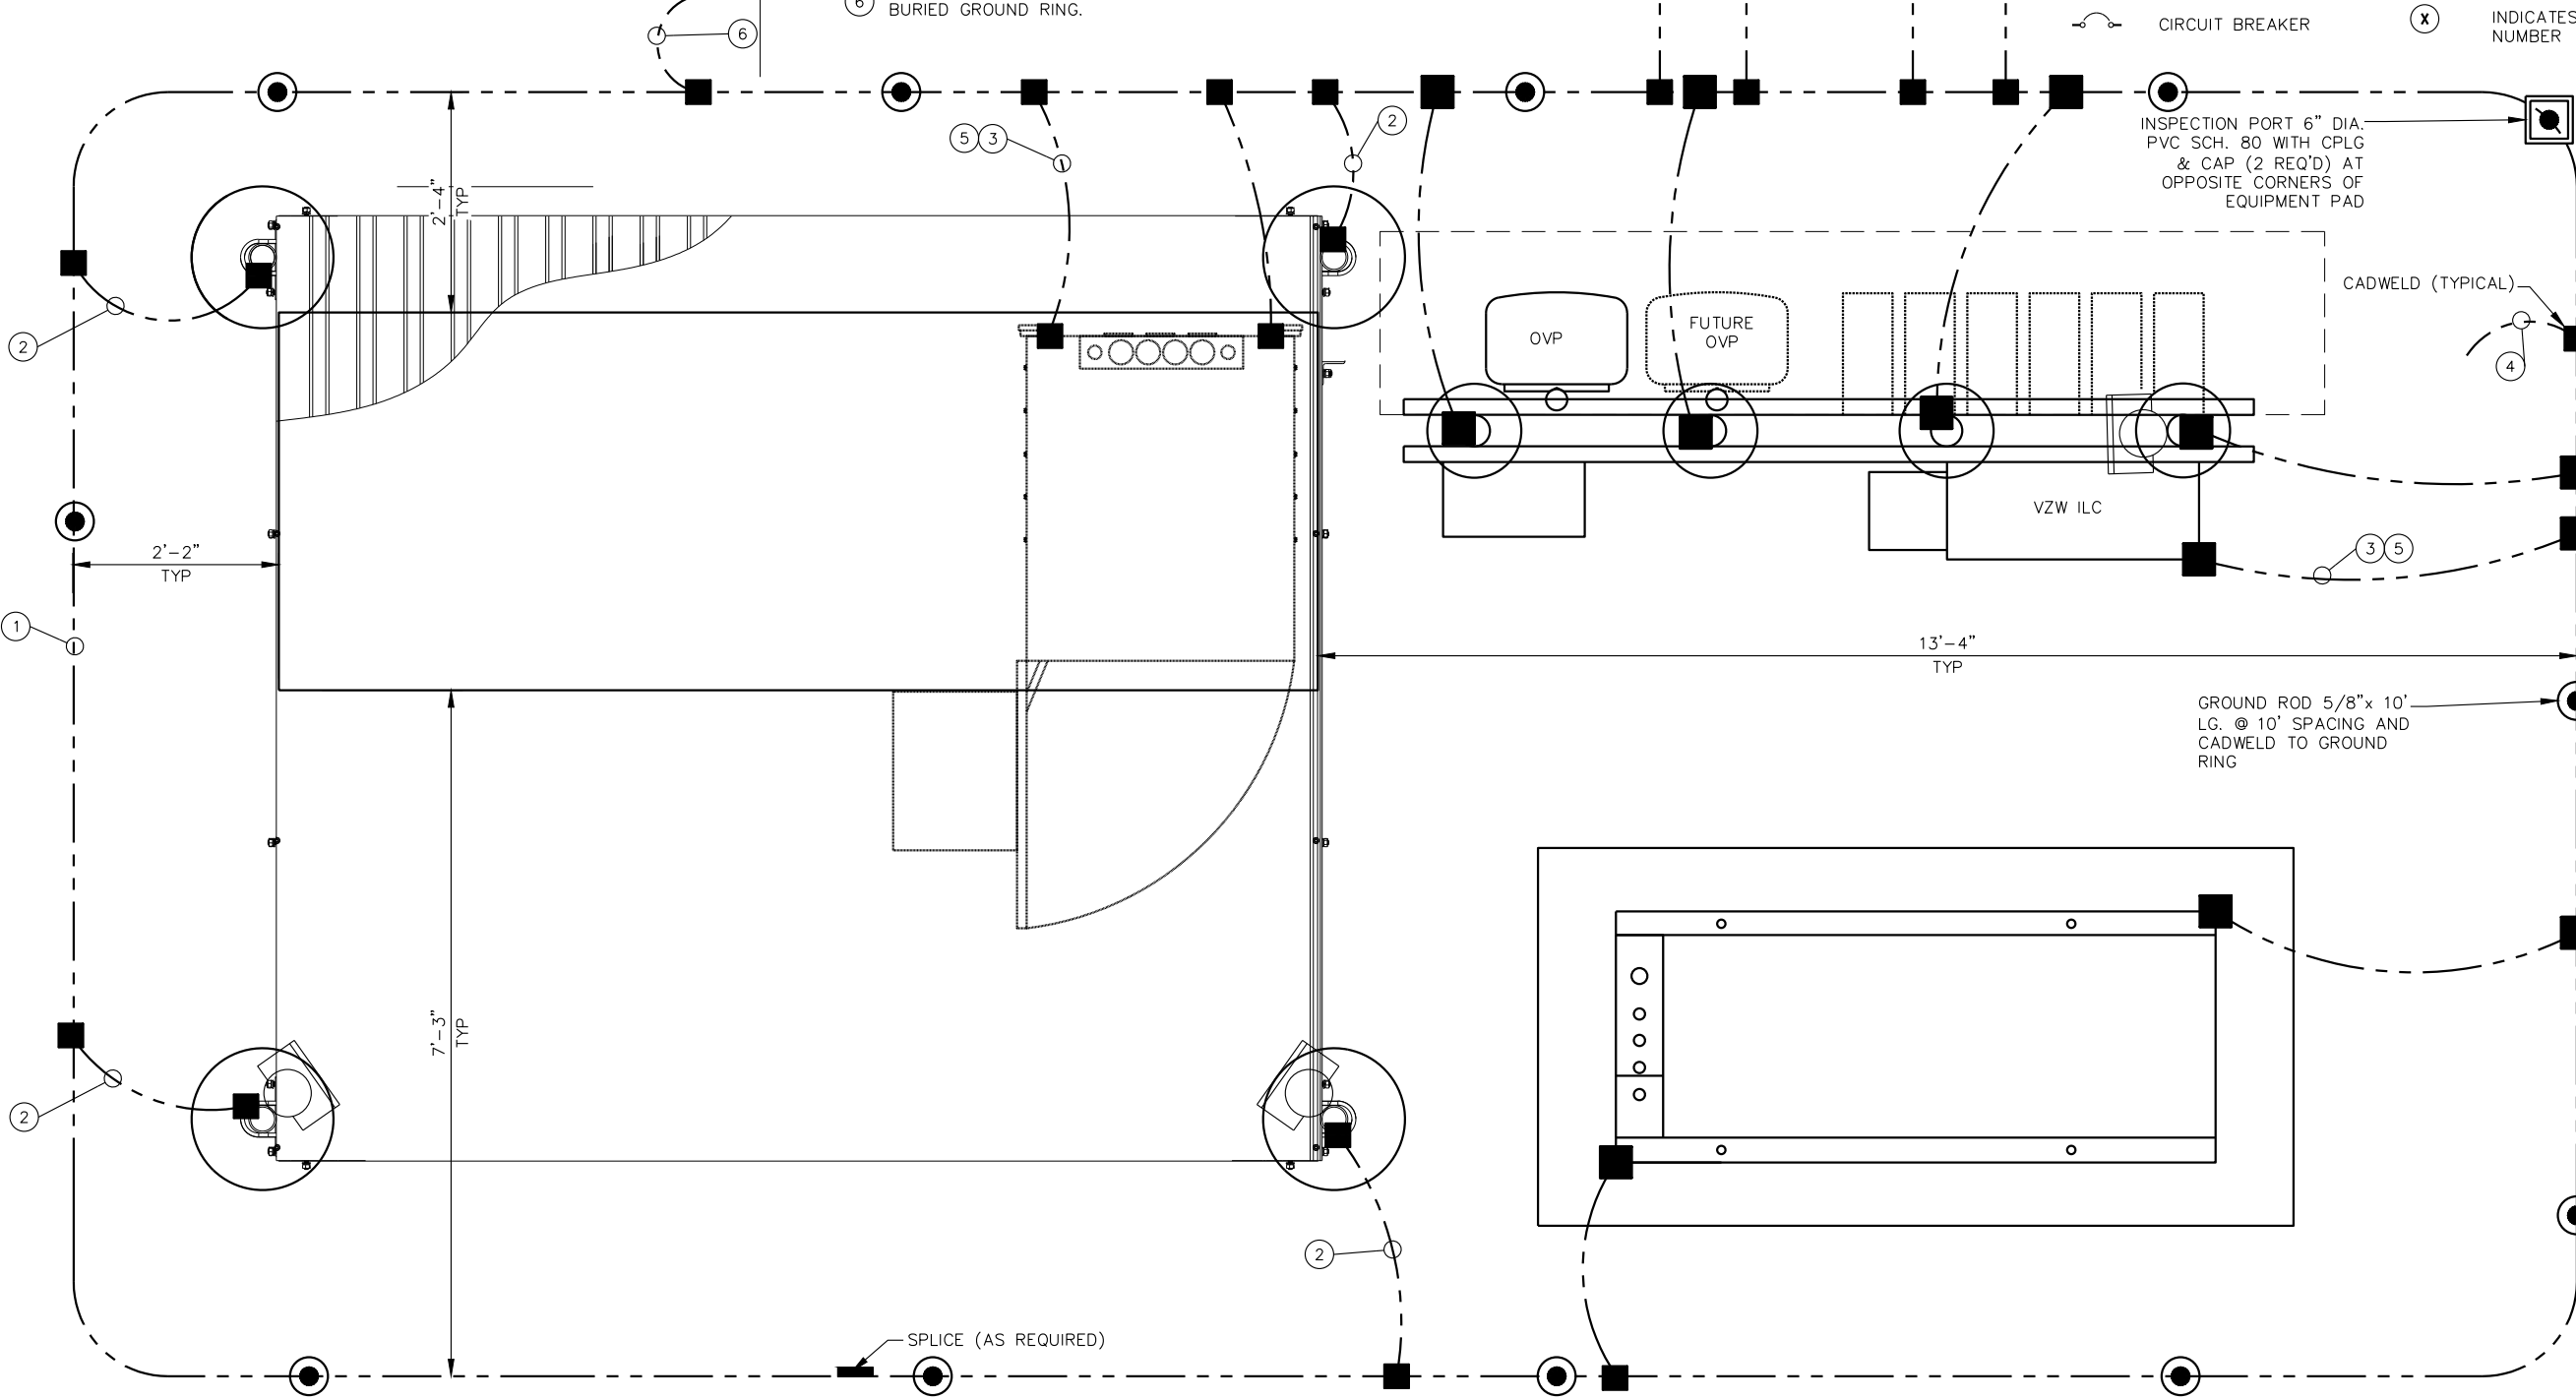 6
BURIED GROUND RING.
6
CIRCUIT BREAKER
X
INDICATES
NUMBER
5 3
2
2'-4"
TYP
INSPECTION PORT 6" DIA.
PVC SCH. 80 WITH CPLG
& CAP (2 REQ'D) AT
OPPOSITE CORNERS OF
EQUIPMENT PAD
CADWELD (TYPICAL)
2
OVP
FUTURE
OVP
4
VZW ILC
3 5
2'-2"
TYP
1
13'-4"
TYP
GROUND ROD 5/8"x 10'
LG. @ 10' SPACING AND
CADWELD TO GROUND
RING
7'-3"
TYP
2
2
SPLICE (AS REQUIRED)